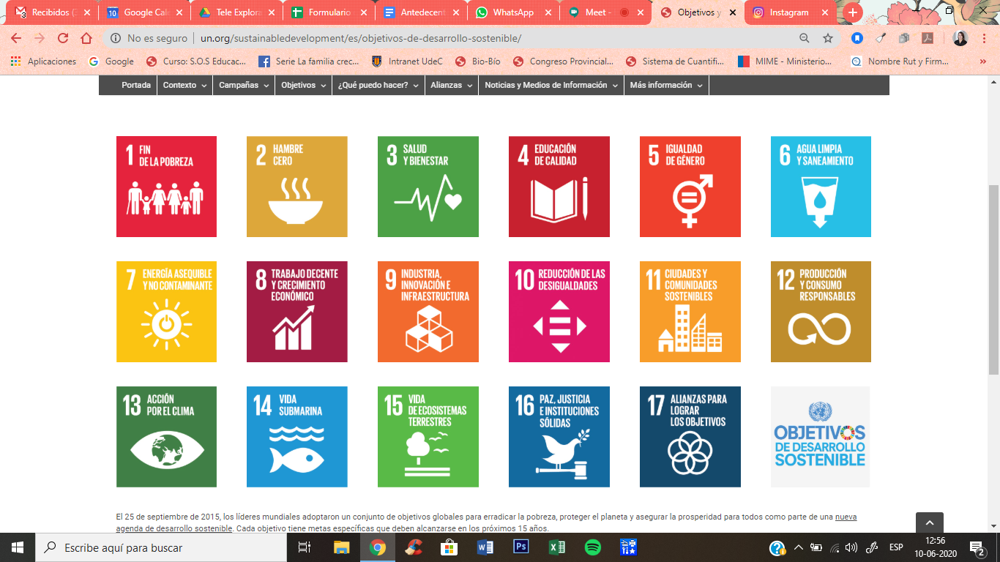 Recibidos (3
Google Cal
Tele Explora
Formulario
Antedecent
WhatsApp
Meet -
Objetivos y
Instagram
No es seguro
un.org/sustainabledevelopment/es/objetivos-de-desarrollo-sostenible/
Aplicaciones
Google
Curso: S.O.S Educac...
Serie La familia crec...
Intranet UdeC
Bio-Bío
Congreso Provincial...
Sistema de Cuantifi...
MIME - Ministerio...
Nombre Rut y Firm...
»
Portada
Contexto
Campañas
Objetivos
¿Qué puedo hacer?
Alianzas
Noticias y Medios de Información
Más información
1 FIN
DE LA POBREZA
2 HAMBRE
CERO
3 SALUD
Y BIENESTAR
4 EDUCACIÓN
DE CALIDAD
5 IGUALDAD
DE GÉNERO
6 AGUA LIMPIA
Y SANEAMIENTO
7 ENERGÍA ASEQUIBLE
Y NO CONTAMINANTE
8 TRABAJO DECENTE
Y CRECIMIENTO
ECONÓMICO
9 INDUSTRIA,
INNOVACIÓN E
INFRAESTRUCTURA
10 REDUCCIÓN DE LAS
DESIGUALDADES
11 CIUDADES Y
COMUNIDADES
SOSTENIBLES
12 PRODUCCIÓN
Y CONSUMO
RESPONSABLES
13 ACCIÓN
POR EL CLIMA
14 VIDA
SUBMARINA
15 VIDA
DE ECOSISTEMAS
TERRESTRES
16 PAZ, JUSTICIA
E INSTITUCIONES
SÓLIDAS
17 ALIANZAS PARA
LOGRAR
LOS OBJETIVOS
OBJETIVOS
DE DESARROLLO
SOSTENIBLE
El 25 de septiembre de 2015, los líderes mundiales adoptaron un conjunto de objetivos globales para erradicar la pobreza, proteger el planeta y asegurar la prosperidad para todos como parte de una nueva
agenda de desarrollo sostenible. Cada objetivo tiene metas específicas que deben alcanzarse en los próximos 15 años.
Escribe aquí para buscar
ESP
12:56
10-06-2020
2